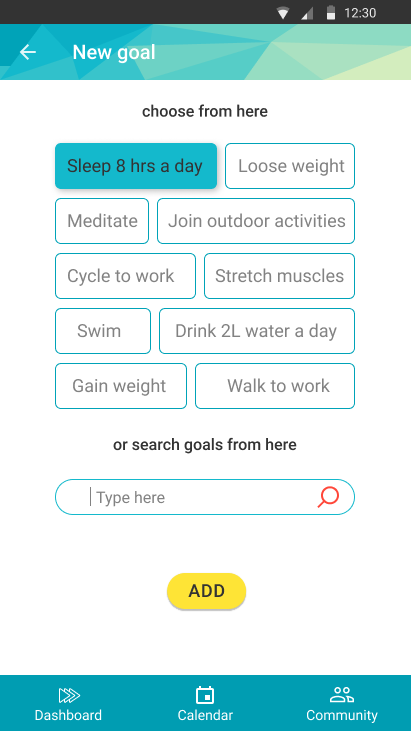 12:30
New goal
choose from here
Sleep 8 hrs a day
Loose weight
Meditate
Join outdoor activities
Cycle to work
Stretch muscles
Swim
Drink 2L water a day
Gain weight
Walk to work
or search goals from here
Type here
ADD
Dashboard
Calendar
Community